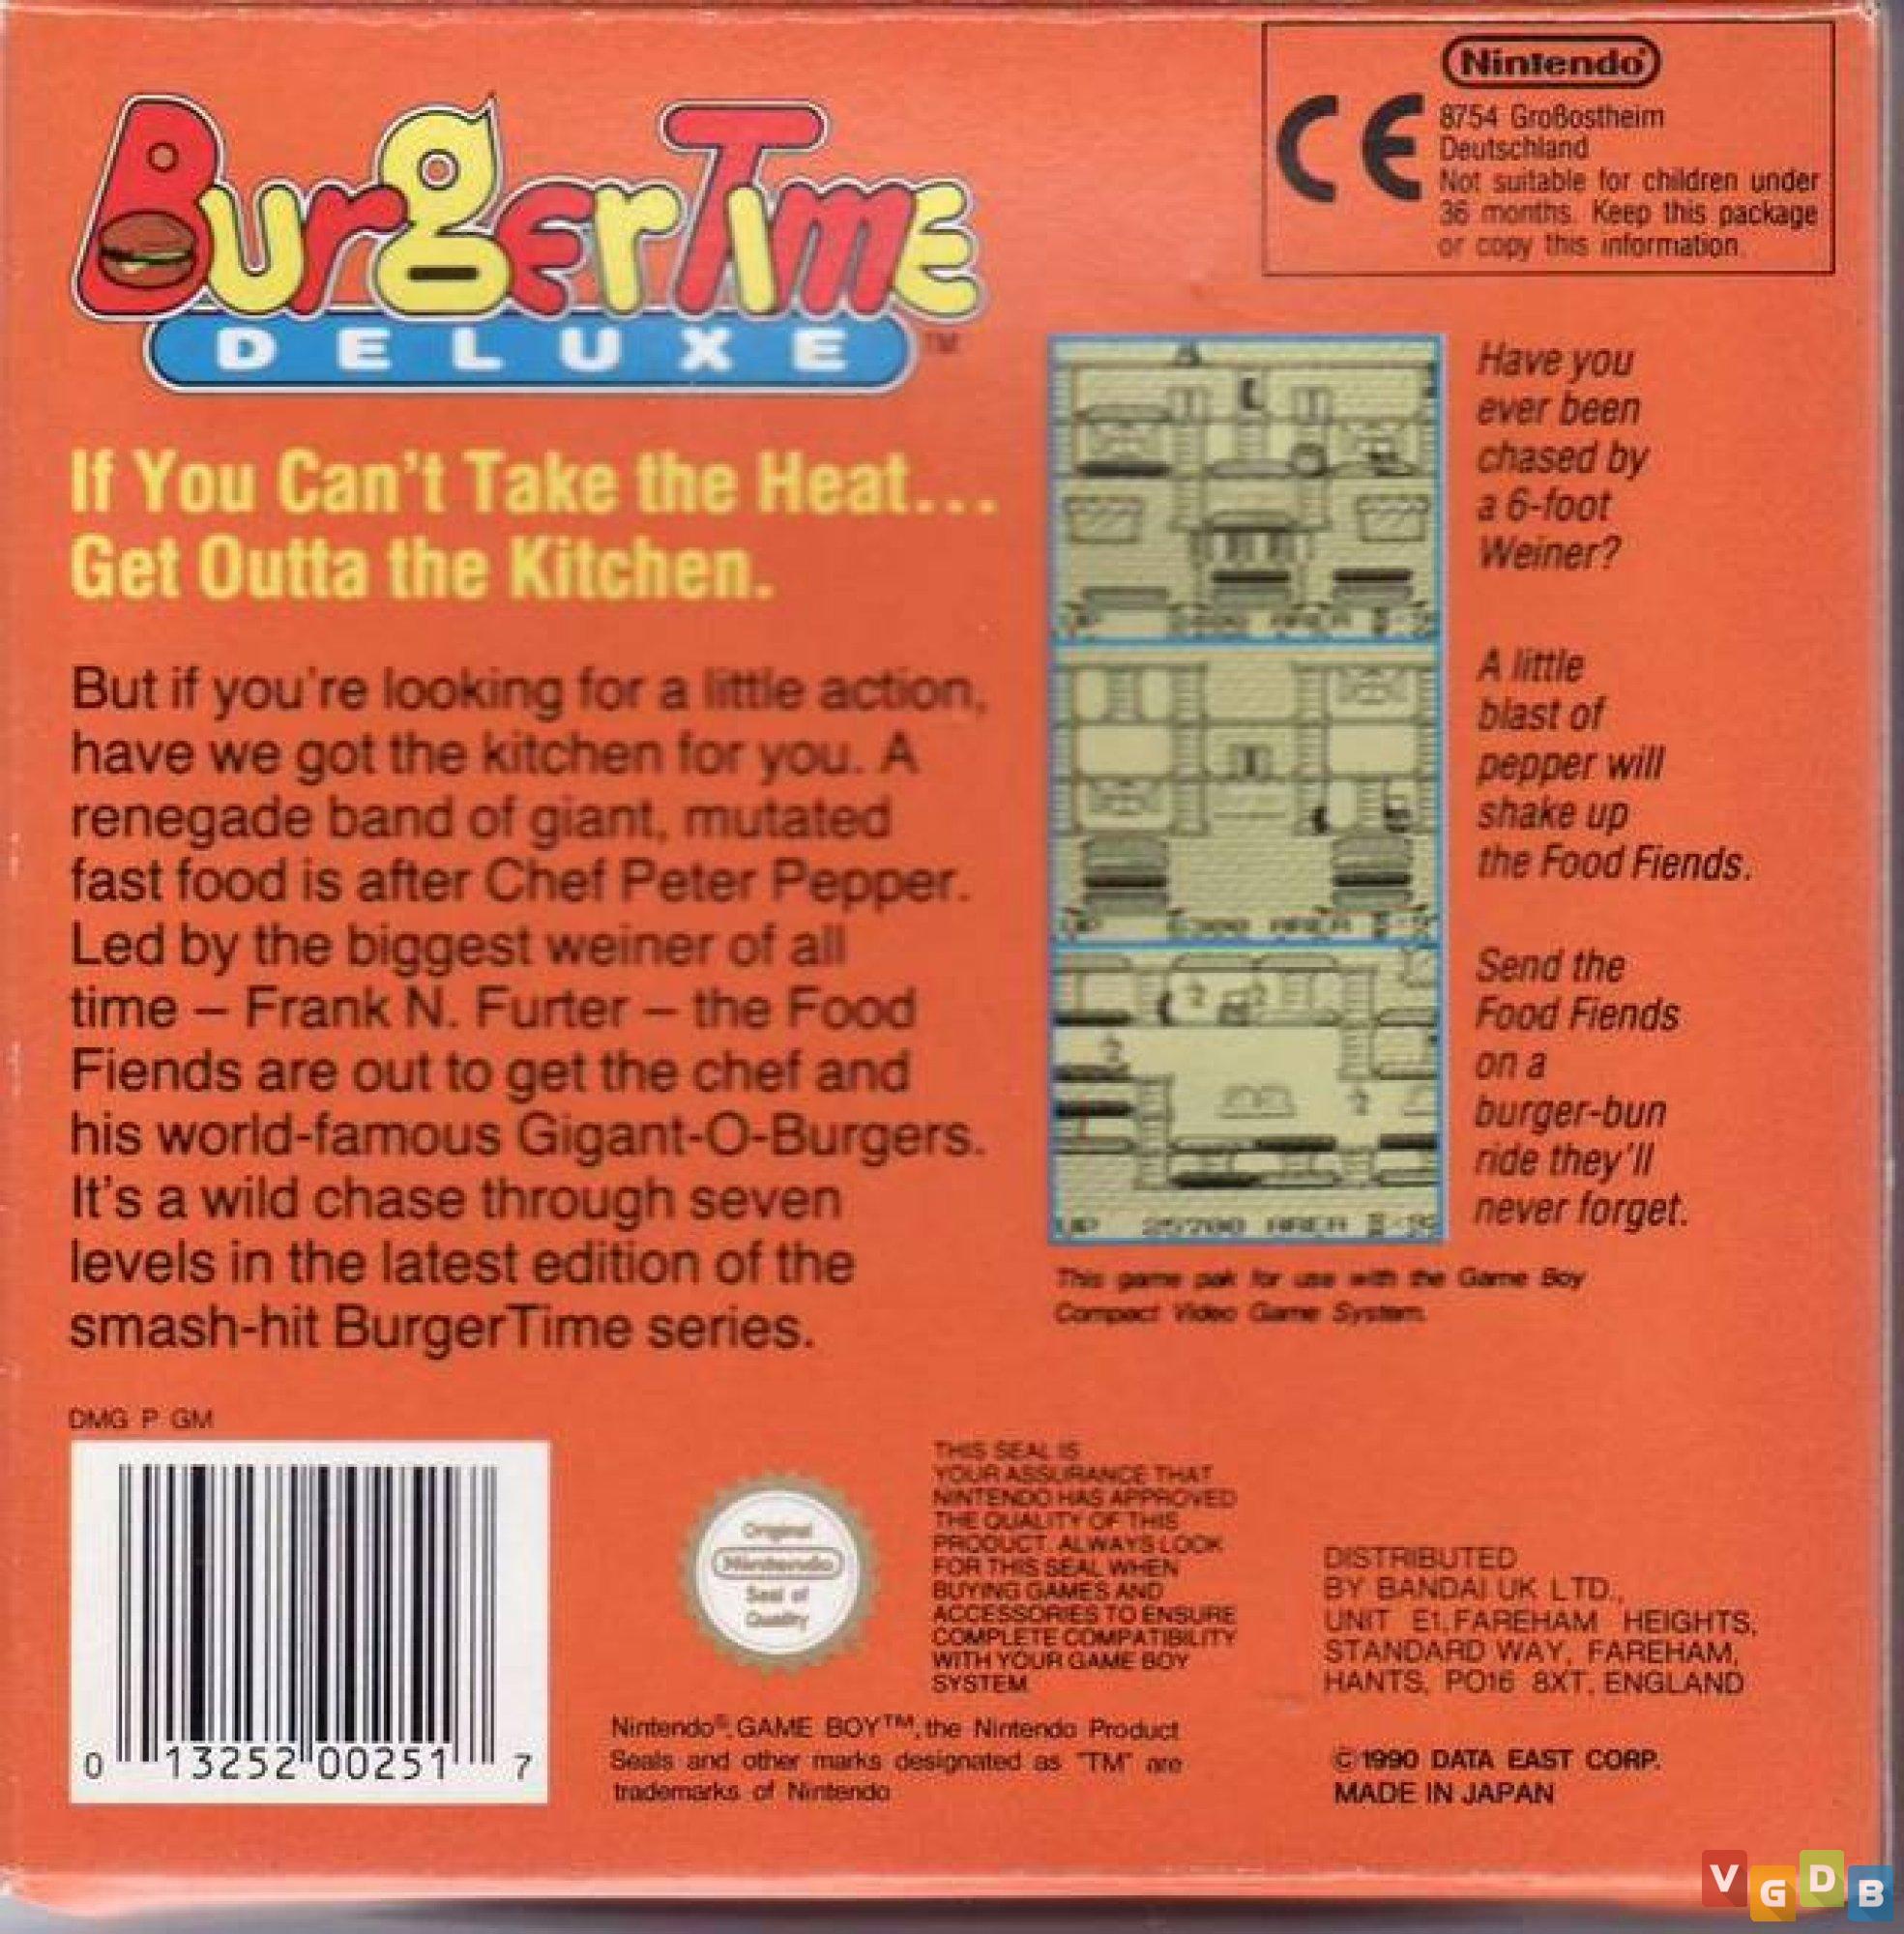 Nintendo®
CE
8754 Großostheim
Deutschland
Not suitable for children under
36 months. Keep this package
or copy this information.
BurgerTime
DELUXE™
If You Can't Take the Heat...
Get Outta the Kitchen.
But if you're looking for a little action,
have we got the kitchen for you. A
renegade band of giant, mutated
fast food is after Chef Peter Pepper.
Led by the biggest weiner of all
time – Frank N. Furter – the Food
Fiends are out to get the chef and
his world-famous Gigant-O-Burgers.
It's a wild chase through seven
levels in the latest edition of the
smash-hit BurgerTime series.
Have you
ever been
chased by
a 6-foot
Weiner?
A little
blast of
pepper will
shake up
the Food Fiends.
Send the
Food Fiends
on a
burger-bun
ride they'll
never forget.
UP AREA
UP 6300 AREA
UP 25700 AREA
This game pak for use with the Game Boy
Compact Video Game System.
DMG P GM
0 13252 00251 7
Original
Nintendo
Seal of
Quality
THIS SEAL IS
YOUR ASSURANCE THAT
NINTENDO HAS APPROVED
THE QUALITY OF THIS
PRODUCT. ALWAYS LOOK
FOR THIS SEAL WHEN
BUYING GAMES AND
ACCESSORIES TO ENSURE
COMPLETE COMPATIBILITY
WITH YOUR GAME BOY
SYSTEM
Nintendo®, GAME BOY™, the Nintendo Product
Seals and other marks designated as "TM" are
trademarks of Nintendo
DISTRIBUTED
BY BANDAI UK LTD.,
UNIT E1, FAREHAM HEIGHTS,
STANDARD WAY, FAREHAM,
HANTS, PO16 8XT, ENGLAND
© 1990 DATA EAST CORP.
MADE IN JAPAN
VGDB